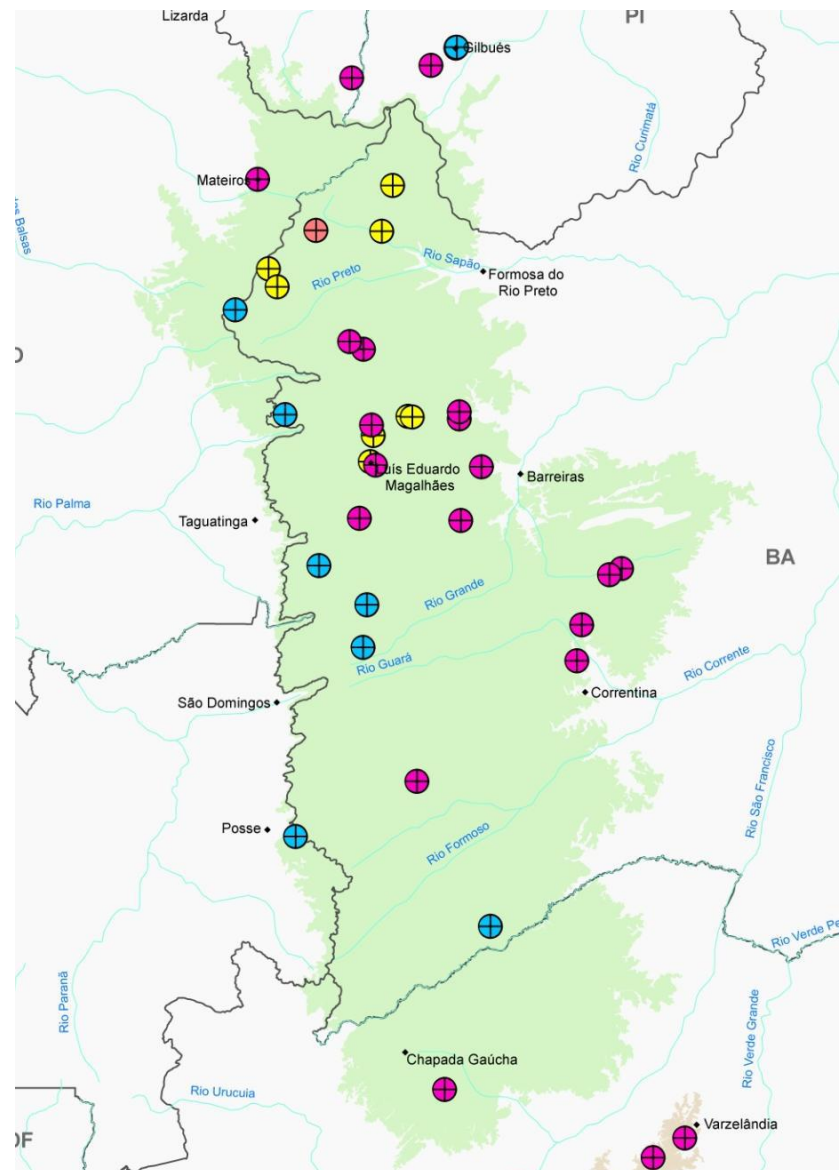 Lizarda
PI
Gilbués
Rio Curimatá
Mateiros
Rio Sapão
Formosa do
Rio Preto
Rio Preto
Balsas
Luís Eduardo
Magalhães
Barreiras
Rio Palma
Taguatinga
BA
Rio Grande
Rio Guará
Rio Corrente
Correntina
São Domingos
Rio São Francisco
Posse
Rio Formoso
Rio Verde
Rio Paranã
Rio Verde Grande
Chapada Gaúcha
Rio Urucuia
Varzelândia
DF